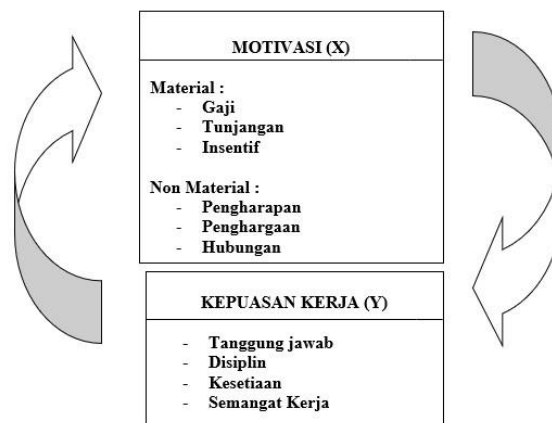 MOTIVASI (X)
Material :
- Gaji
- Tunjangan
- Insentif
Non Material :
- Pengharapan
- Penghargaan
- Hubungan
KEPUASAN KERJA (Y)
- Tanggung jawab
- Disiplin
- Kesetiaan
- Semangat Kerja